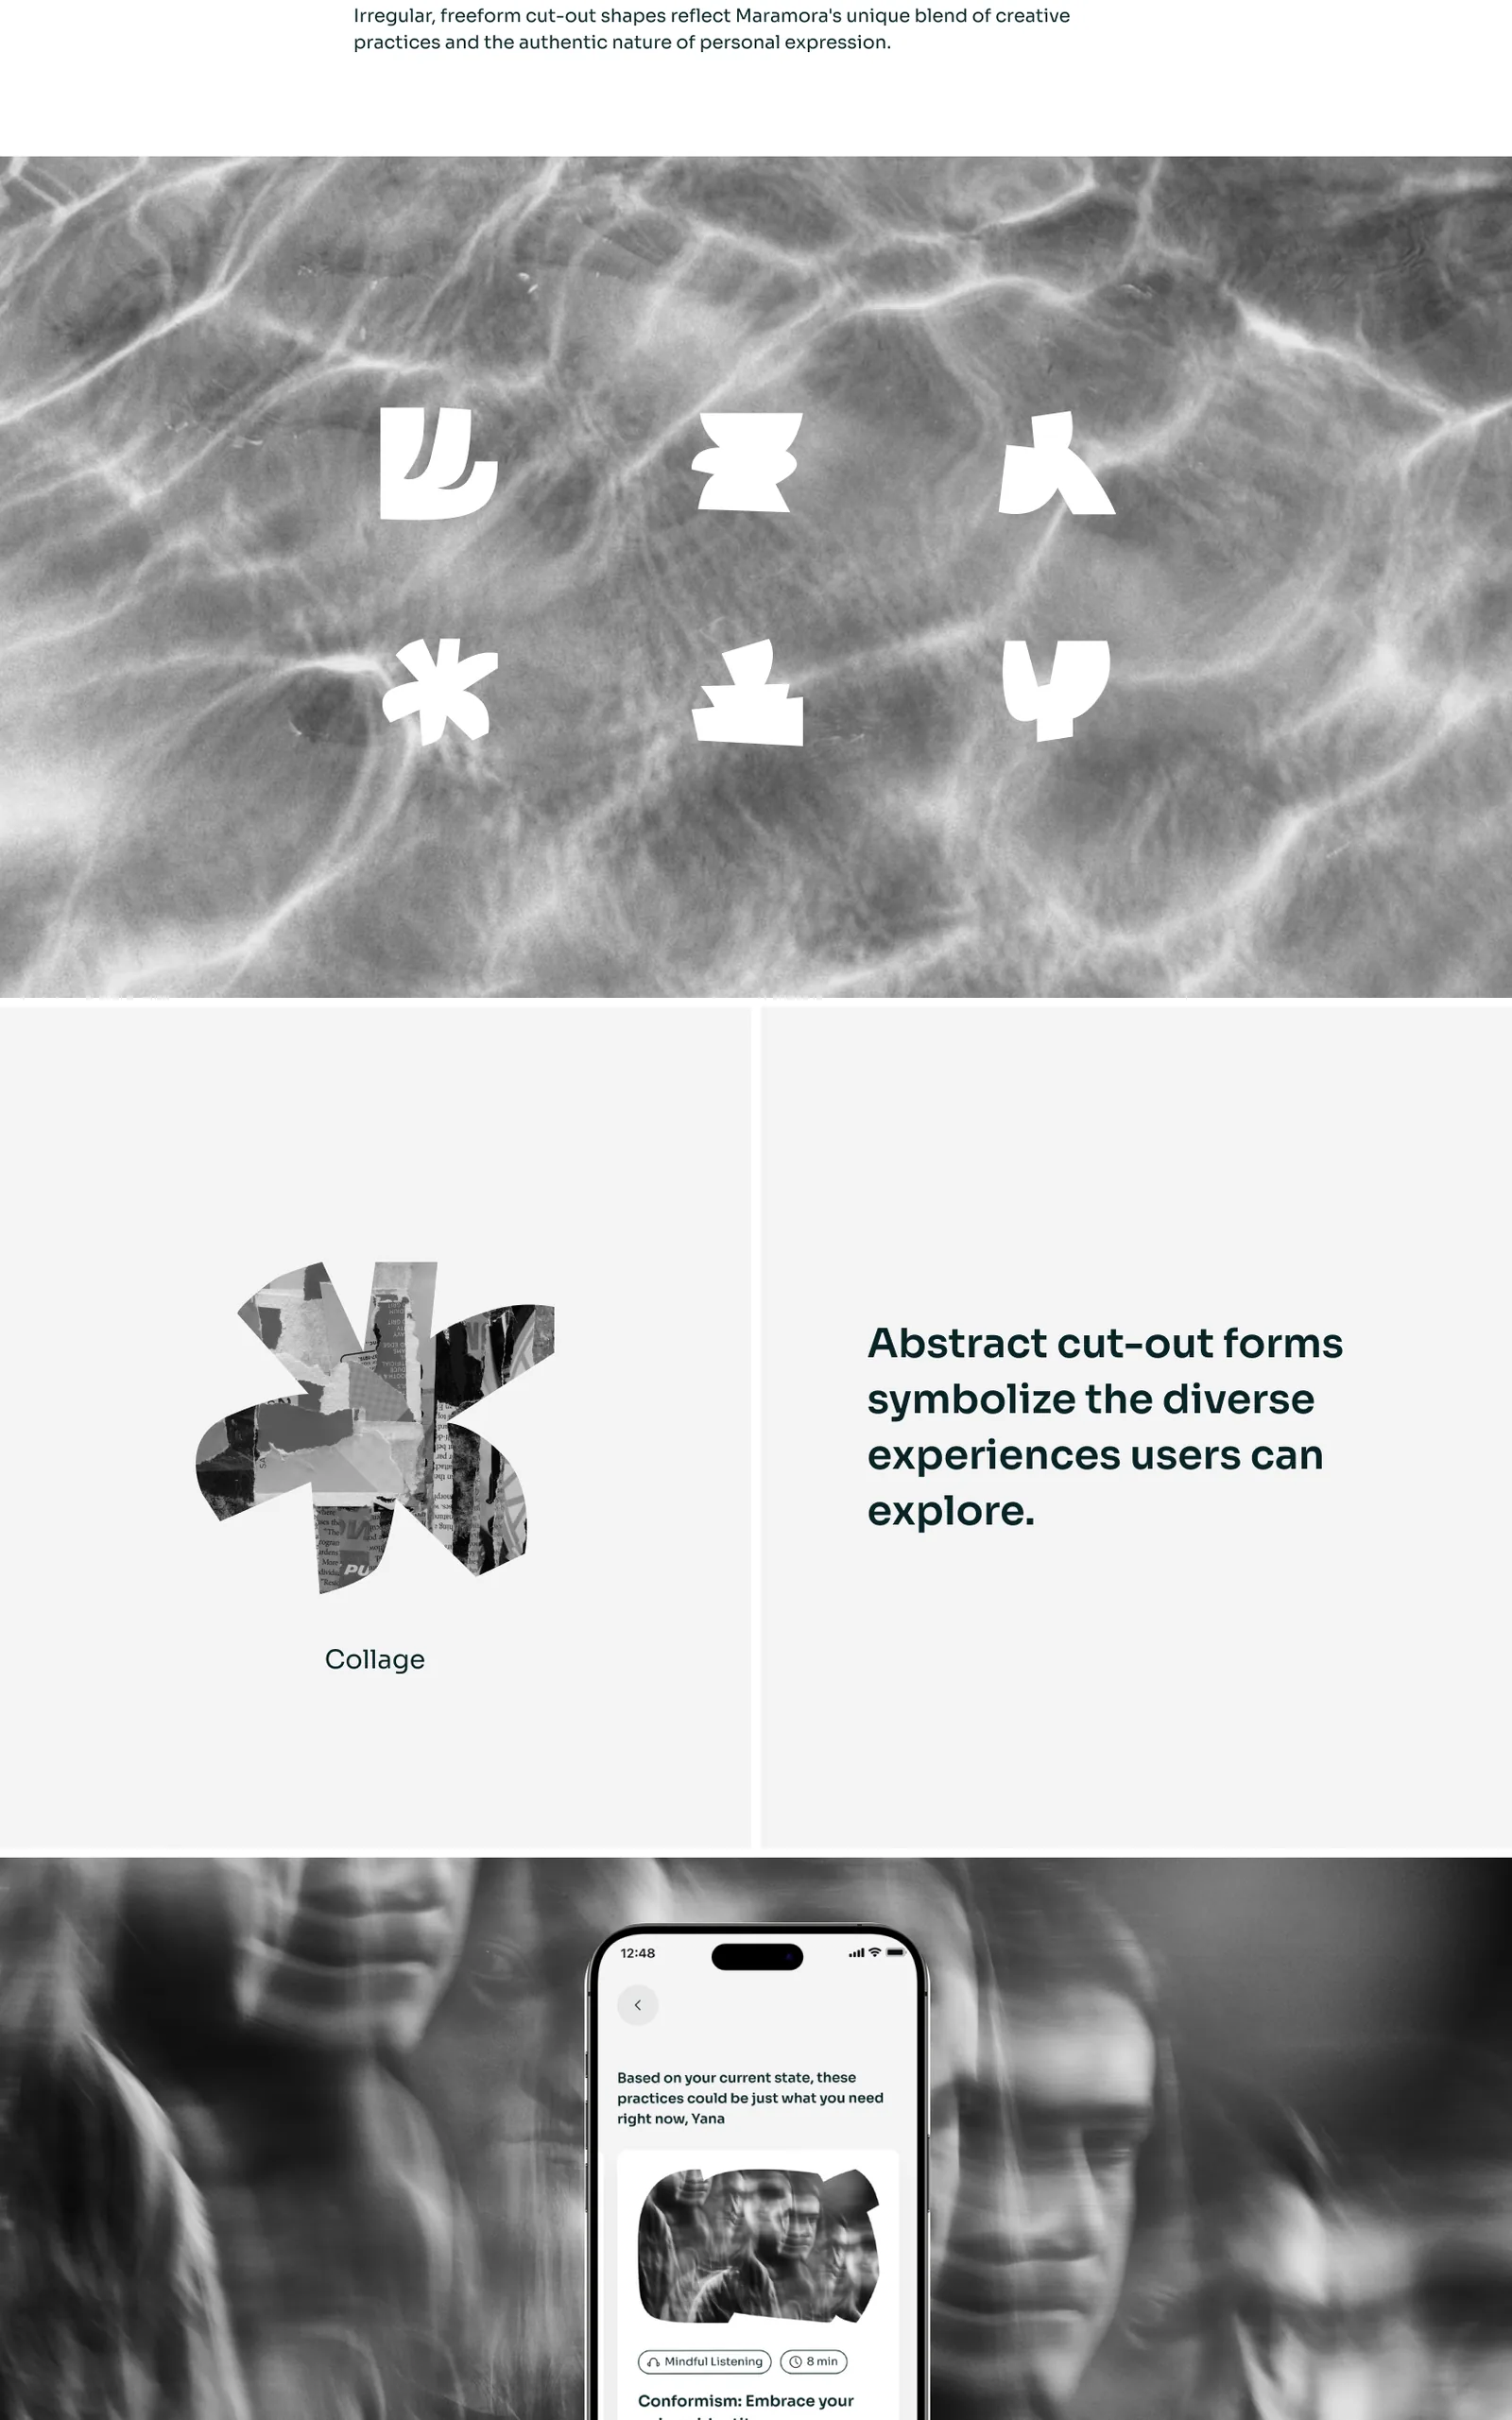 Irregular, freeform cut-out shapes reflect Maramora's unique blend of creative
practices and the authentic nature of personal expression.
PU
Collage
Abstract cut-out forms
symbolize the diverse
experiences users can
explore.
12:48
Based on your current state, these
practices could be just what you need
right now, Yana
Mindful Listening
8 min
Conformism: Embrace your